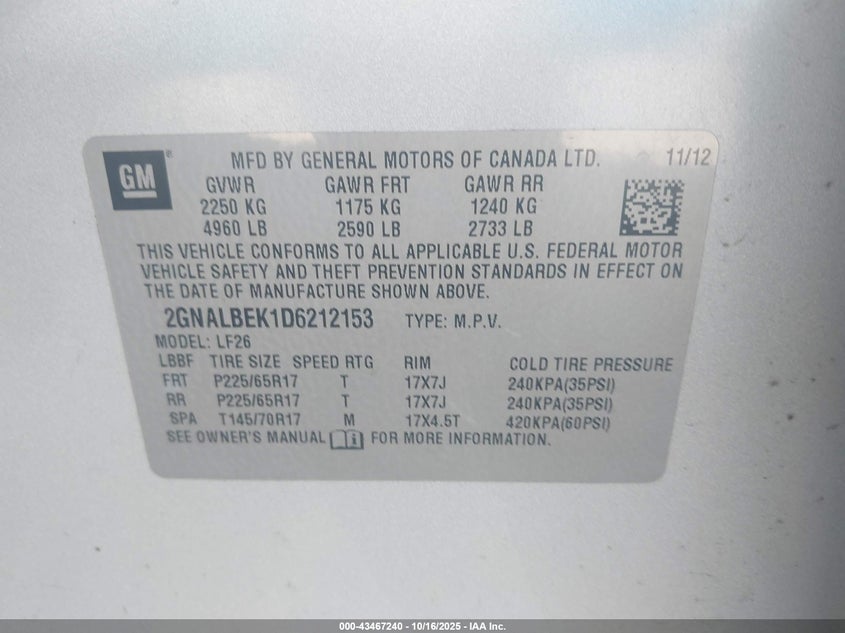 GM ® MFD BY GENERAL MOTORS OF CANADA LTD. 11/12
GVWR GAWR FRT GAWR RR
2250 KG 1175 KG 1240 KG
4960 LB 2590 LB 2733 LB
THIS VEHICLE CONFORMS TO ALL APPLICABLE U.S. FEDERAL MOTOR
VEHICLE SAFETY AND THEFT PREVENTION STANDARDS IN EFFECT ON
THE DATE OF MANUFACTURE SHOWN ABOVE.
2GNALBEK1D6212153 TYPE: M.P.V.
MODEL: LF26
LBBF TIRE SIZE SPEED RTG RIM COLD TIRE PRESSURE
FRT P225/65R17 T 17X7J 240KPA(35PSI)
RR P225/65R17 T 17X7J 240KPA(35PSI)
SPA T145/70R17 M 17X4.5T 420KPA(60PSI)
SEE OWNER'S MANUAL i FOR MORE INFORMATION.
000-43467240 - 10/16/2025 - IAA Inc.